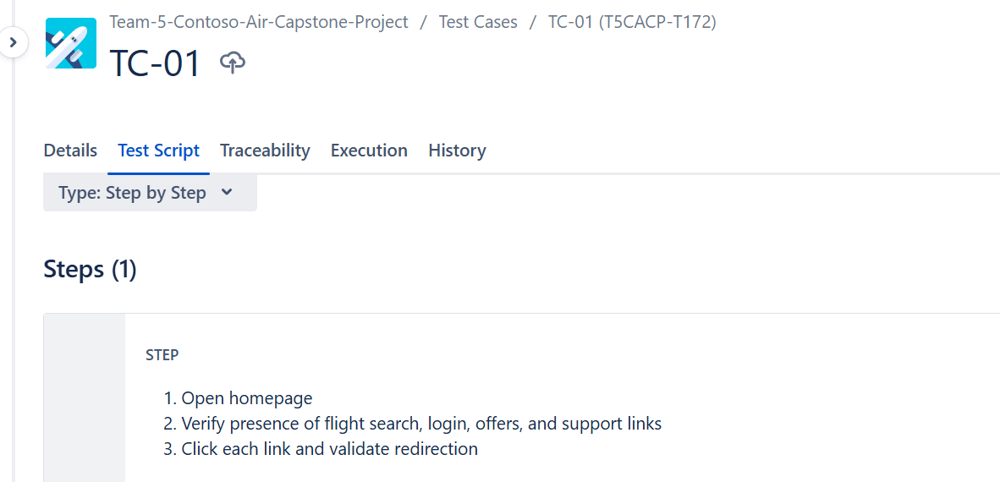 Team-5-Contoso-Air-Capstone-Project / Test Cases / TC-01 (T5CACP-T172)
TC-01
Details Test Script Traceability Execution History
Type: Step by Step
Steps (1)
STEP
1. Open homepage
2. Verify presence of flight search, login, offers, and support links
3. Click each link and validate redirection